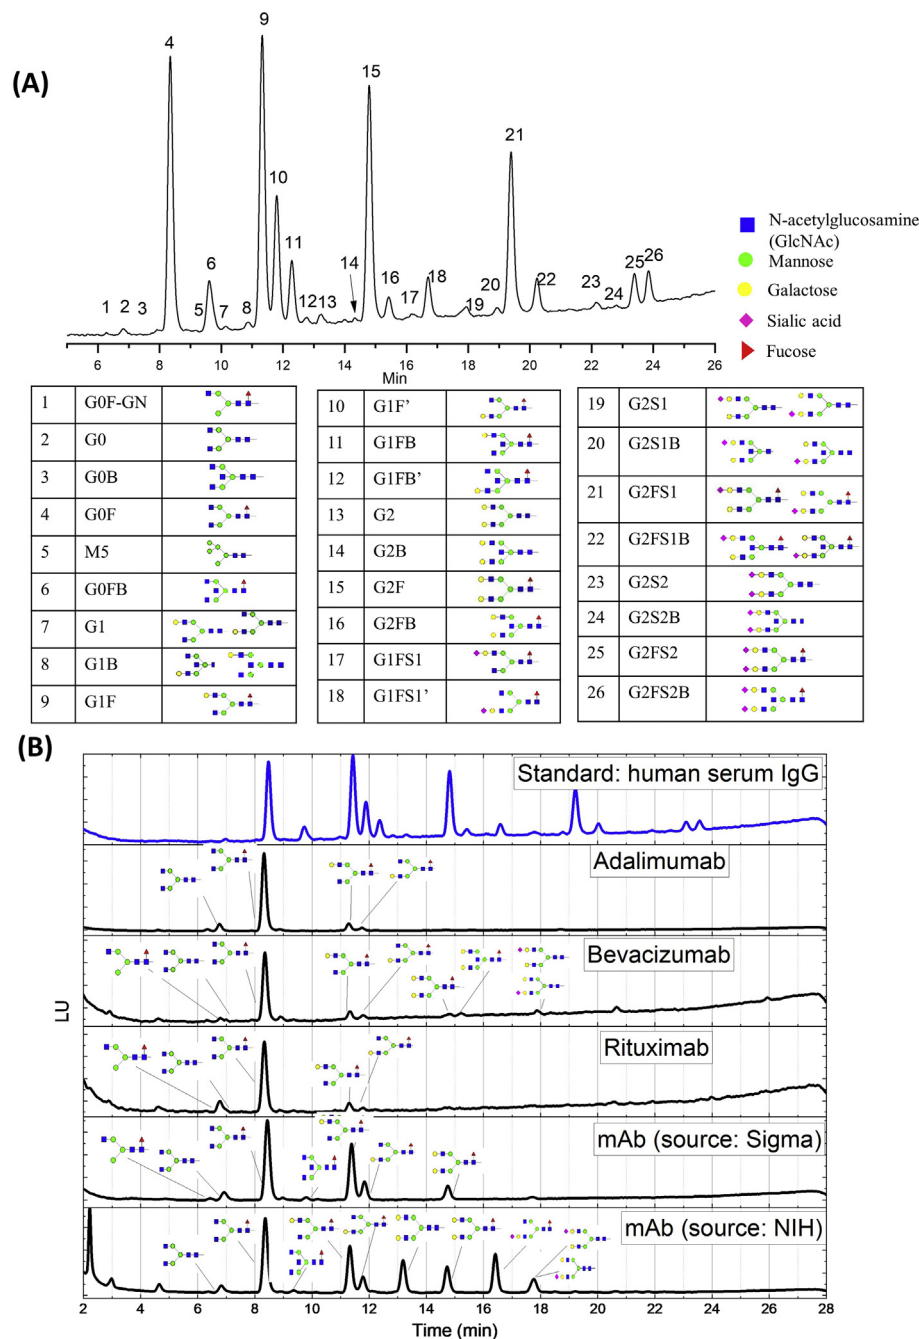 (A)
4
9
15
21
10
11
6
14
16
18
20
22
23
25 26
1 2 3
5
7
8
12 13
17
19
24
N-acetylglucosamine
(GlcNAc)
Mannose
Galactose
Sialic acid
Fucose
6 8 10 12 14 16 18 20 22 24 26
Min
1 G0F-GN
2 G0
3 G0B
4 G0F
5 M5
6 G0FB
7 G1
8 G1B
9 G1F
10 G1F’
11 G1FB
12 G1FB’
13 G2
14 G2B
15 G2F
16 G2FB
17 G1FS1
18 G1FS1’
19 G2S1
20 G2S1B
21 G2FS1
22 G2FS1B
23 G2S2
24 G2S2B
25 G2FS2
26 G2FS2B
(B)
Standard: human serum IgG
Adalimumab
Bevacizumab
Rituximab
mAb (source: Sigma)
mAb (source: NIH)
LU
2 4 6 8 10 12 14 16 18 20 22 24 26 28
Time (min)